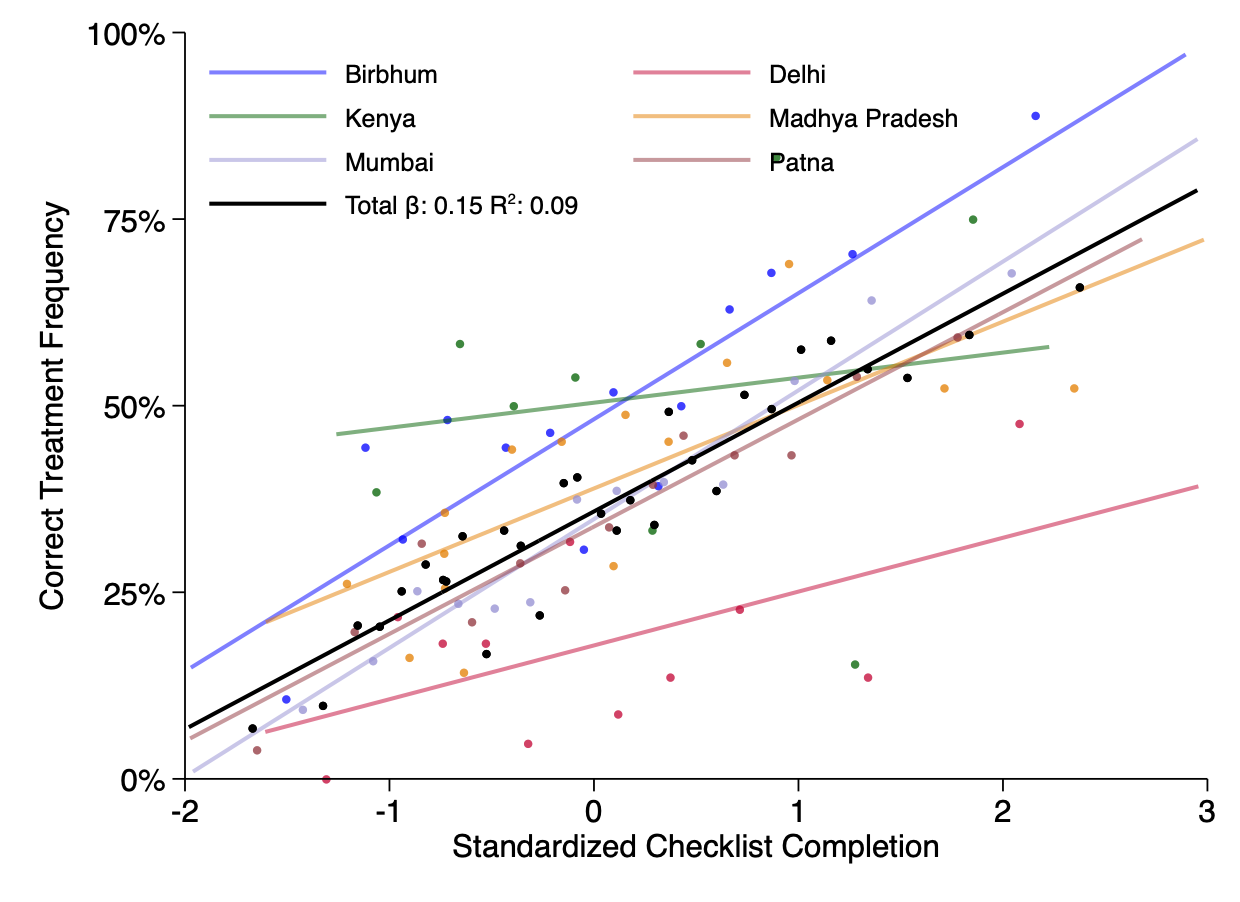 100%
75%
50%
25%
0%
Correct Treatment Frequency
Birbhum
Delhi
Kenya
Madhya Pradesh
Mumbai
Patna
Total β: 0.15 R²: 0.09
-2 -1 0 1 2 3
Standardized Checklist Completion